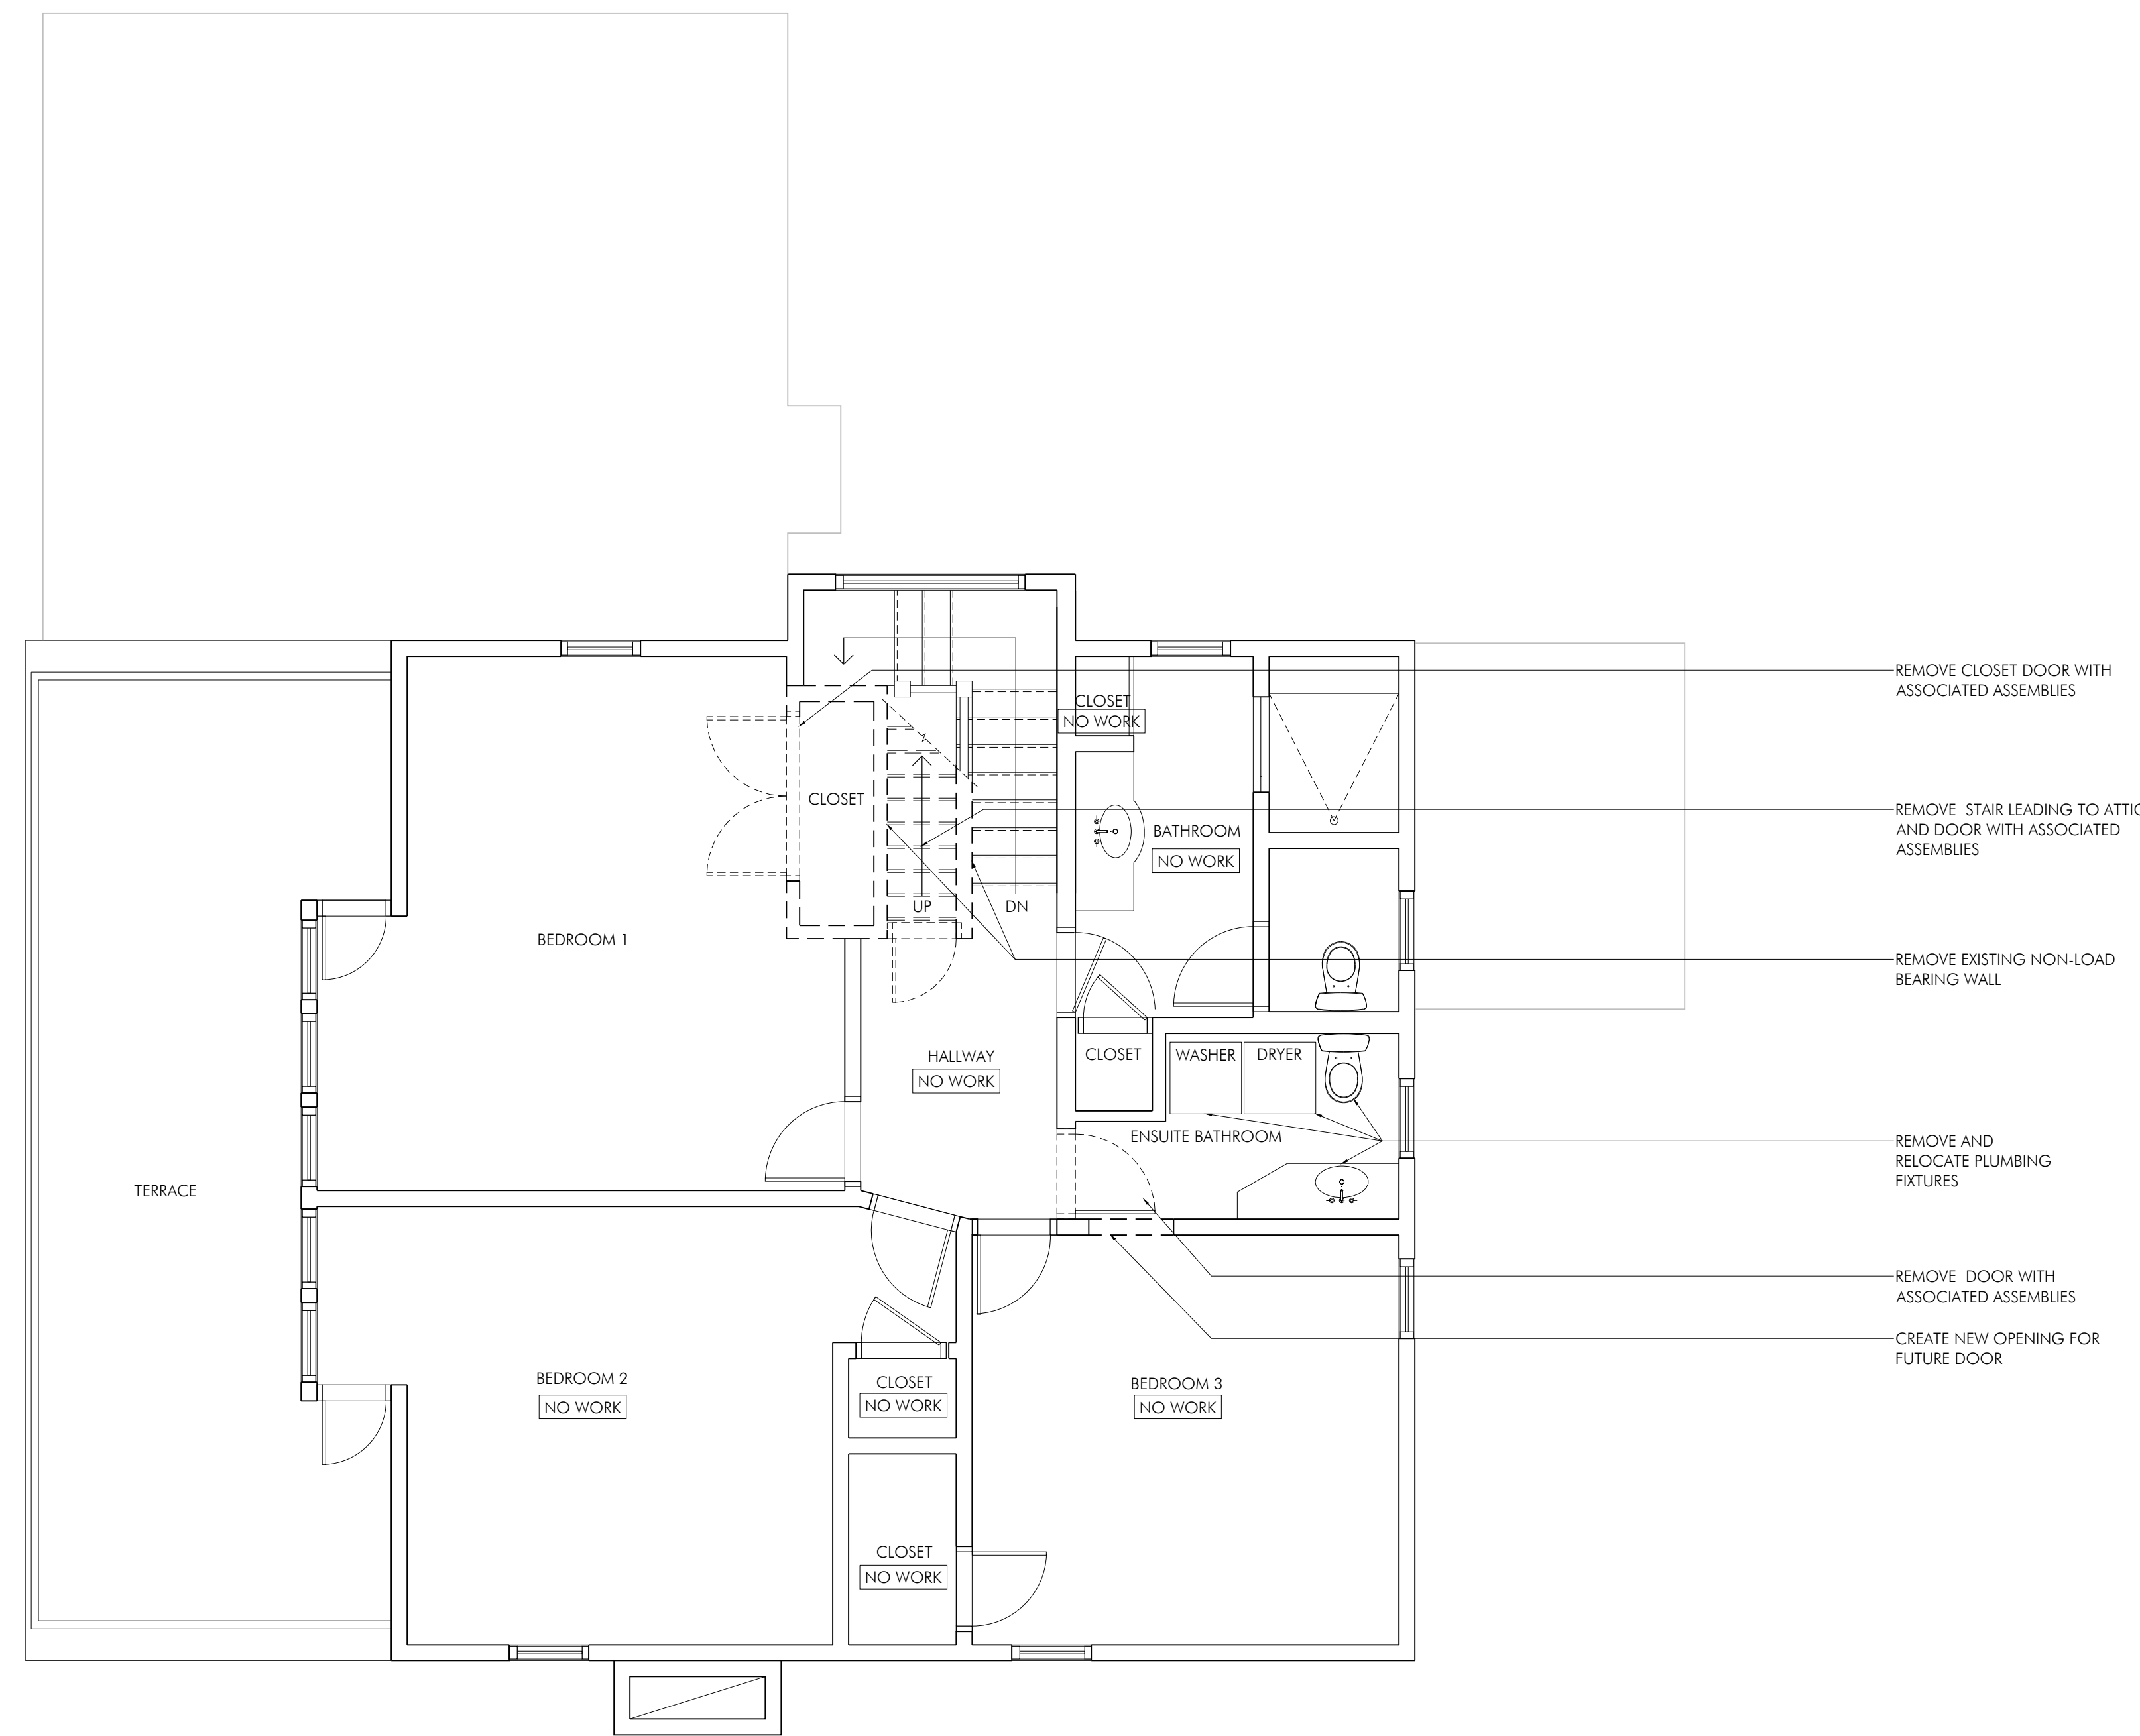 REMOVE CLOSET DOOR WITH
ASSOCIATED ASSEMBLIES
CLOSET
NO WORK
CLOSET
REMOVE STAIR LEADING TO ATTIC
AND DOOR WITH ASSOCIATED
ASSEMBLIES
BATHROOM
NO WORK
UP
DN
BEDROOM 1
REMOVE EXISTING NON-LOAD
BEARING WALL
HALLWAY
NO WORK
CLOSET
WASHER
DRYER
ENSUITE BATHROOM
REMOVE AND
RELOCATE PLUMBING
FIXTURES
TERRACE
REMOVE DOOR WITH
ASSOCIATED ASSEMBLIES
CREATE NEW OPENING FOR
FUTURE DOOR
BEDROOM 2
NO WORK
CLOSET
NO WORK
BEDROOM 3
NO WORK
CLOSET
NO WORK